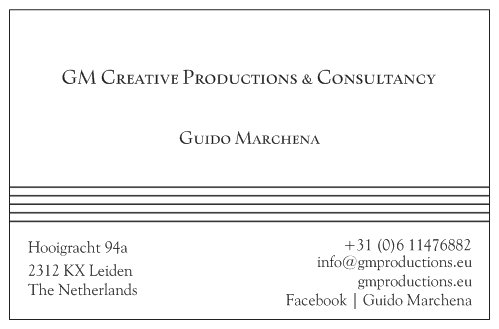 GM Creative Productions & Consultancy
Guido Marchena
Hooigracht 94a
2312 KX Leiden
The Netherlands
+31 (0)6 11476882
info@gmproductions.eu
gmproductions.eu
Facebook | Guido Marchena